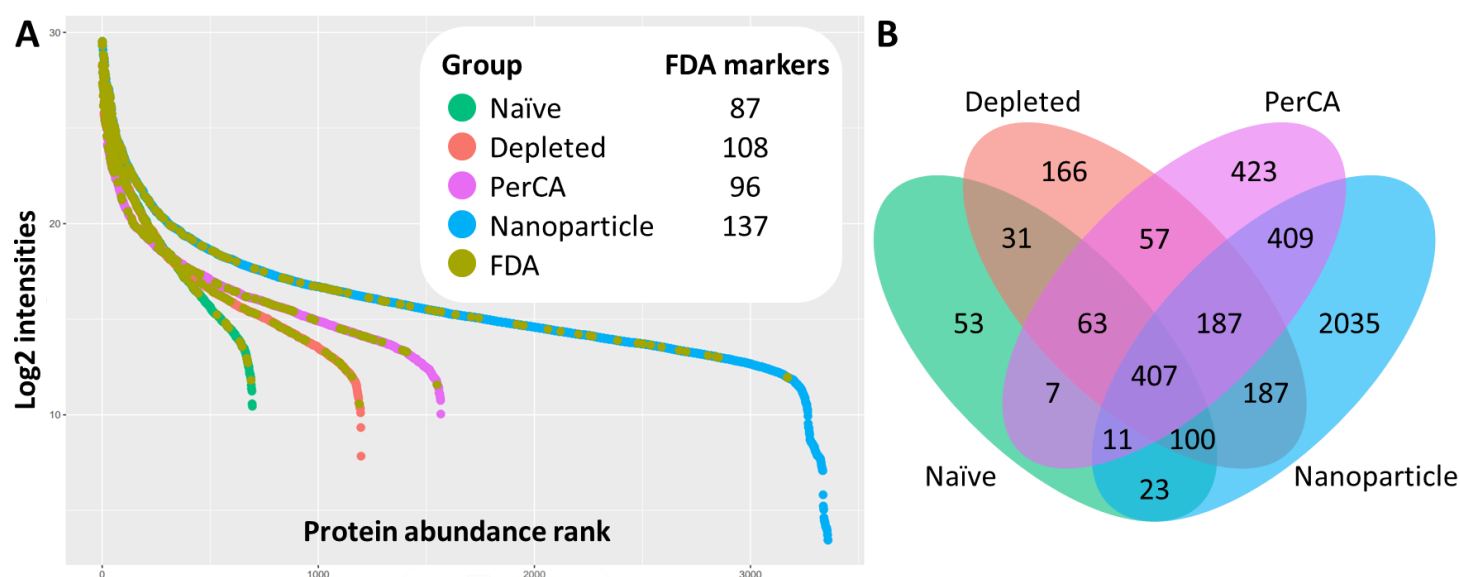 A
30
20
10
Log2 intensities
0
1000
2000
3000
Protein abundance rank
Group FDA markers
Naïve 87
Depleted 108
PerCA 96
Nanoparticle 137
FDA
B
Depleted PerCA
166 423
31 57 409
53 63 187 2035
407
7 187
11 100
Naïve Nanoparticle
23